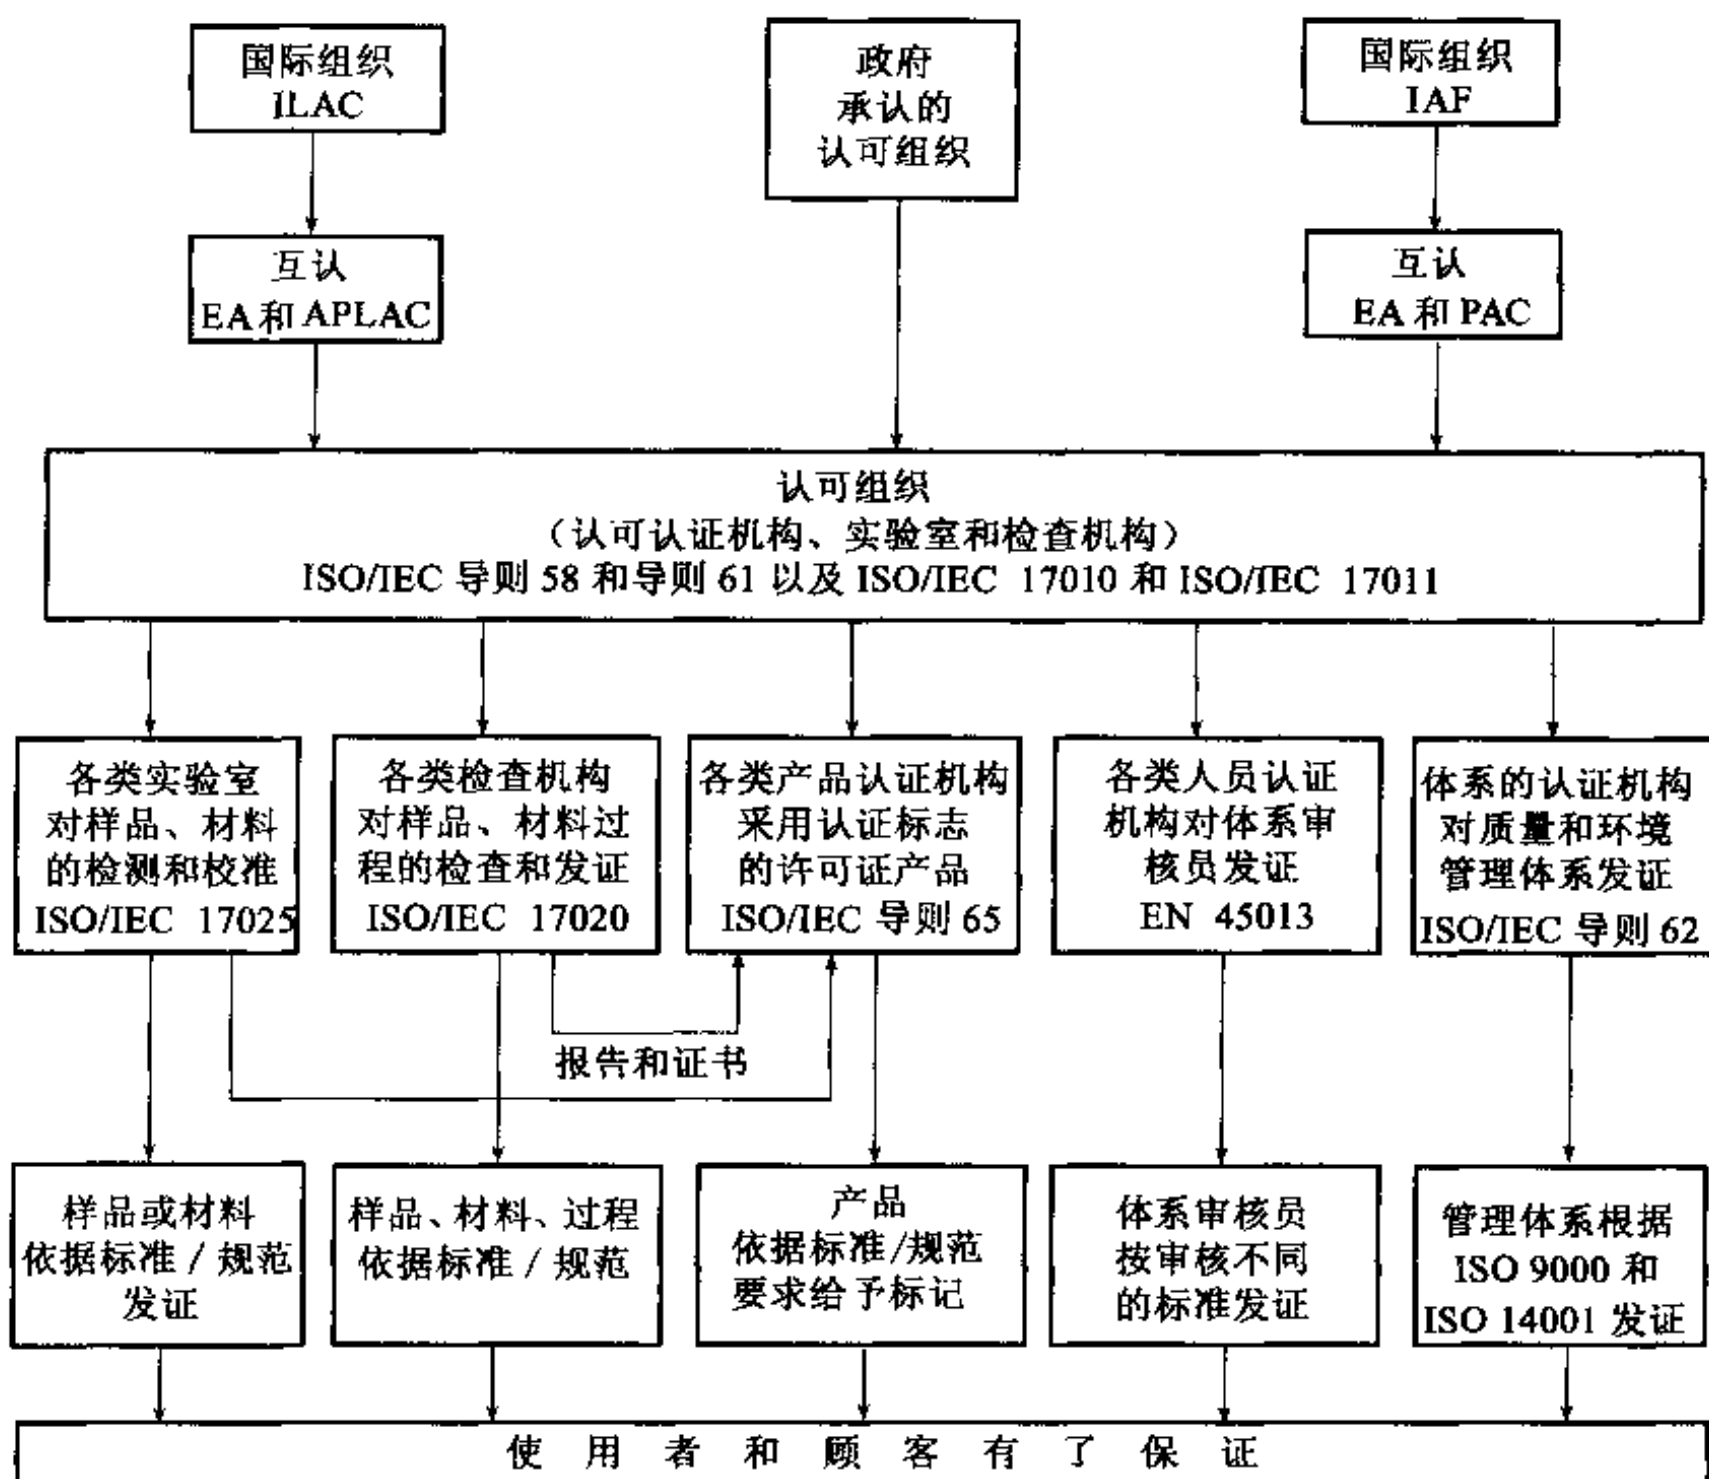 国际组织
ILAC
政府
承认的
认可组织
国际组织
IAF
互认
EA和APLAC
互认
EA 和 PAC
认可组织
（认可认证机构、实验室和检查机构）
ISO/IEC 导则 58 和导则 61 以及 ISO/IEC 17010 和 ISO/IEC 17011
各类实验室
对样品、材料
的检测和校准
ISO/IEC 17025
各类检查机构
对样品、材料过
程的检查和发证
ISO/IEC 17020
各类产品认证机构
采用认证标志
的许可证产品
ISO/IEC 导则 65
各类人员认证
机构对体系审
核员发证
EN 45013
体系的认证机构
对质量和环境
管理体系发证
ISO/IEC 导则 62
报告和证书
样品或材料
依据标准 / 规范
发证
样品、材料、过程
依据标准 / 规范
产品
依据标准/规范
要求给予标记
体系审核员
按审核不同
的标准发证
管理体系根据
ISO 9000 和
ISO 14001 发证
使用者和顾客有了保证